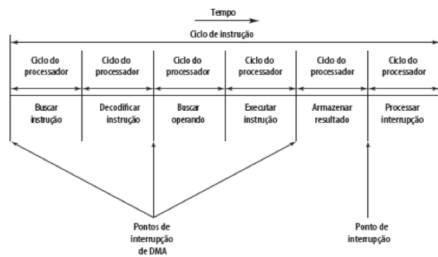 Tempo
Ciclo de instrução
Ciclo do processador
Ciclo do processador
Ciclo do processador
Ciclo do processador
Ciclo do processador
Ciclo do processador
Buscar instrução
Decodificar instrução
Buscar operando
Executar instrução
Armazenar resultado
Processar interrupção
Pontos de
interrupção
de DMA
Ponto de
interrupção